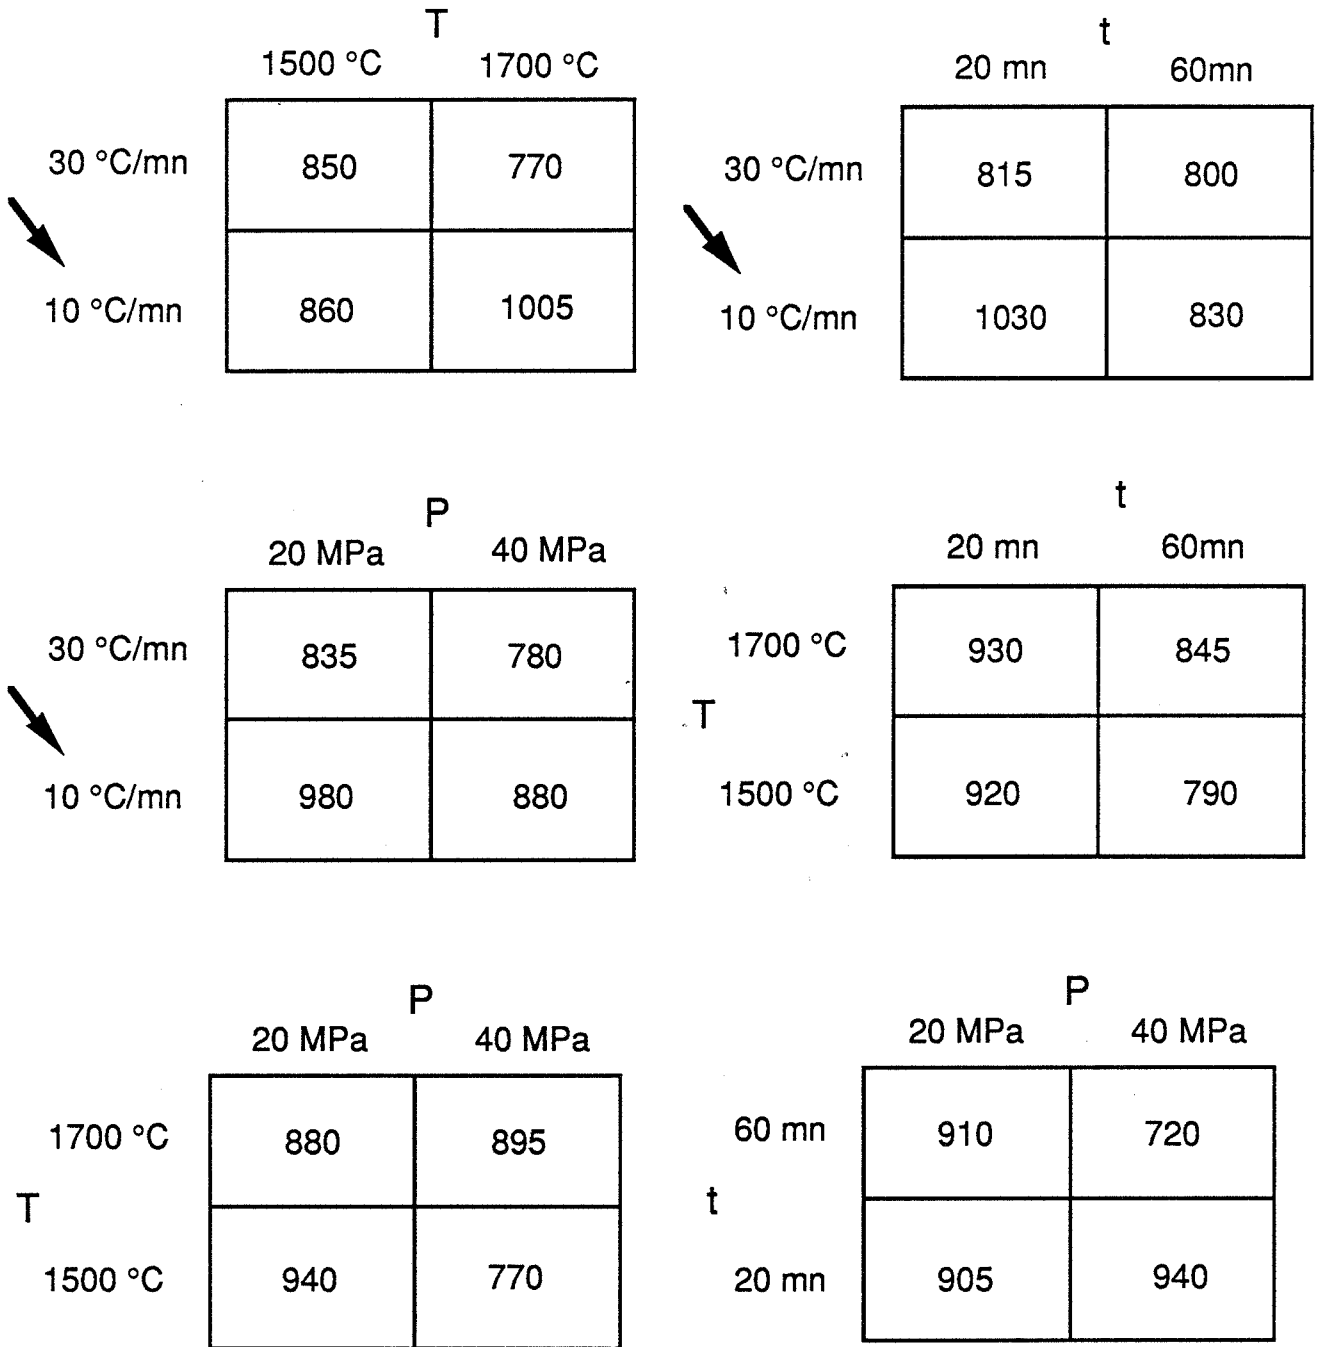 T
1500 °C 1700 °C
30 °C/mn 850 770
10 °C/mn 860 1005
t
20 mn 60mn
30 °C/mn 815 800
10 °C/mn 1030 830
P
20 MPa 40 MPa
30 °C/mn 835 780
10 °C/mn 980 880
t
20 mn 60mn
1700 °C 930 845
T
1500 °C 920 790
P
20 MPa 40 MPa
1700 °C 880 895
T
1500 °C 940 770
P
20 MPa 40 MPa
60 mn 910 720
t
20 mn 905 940